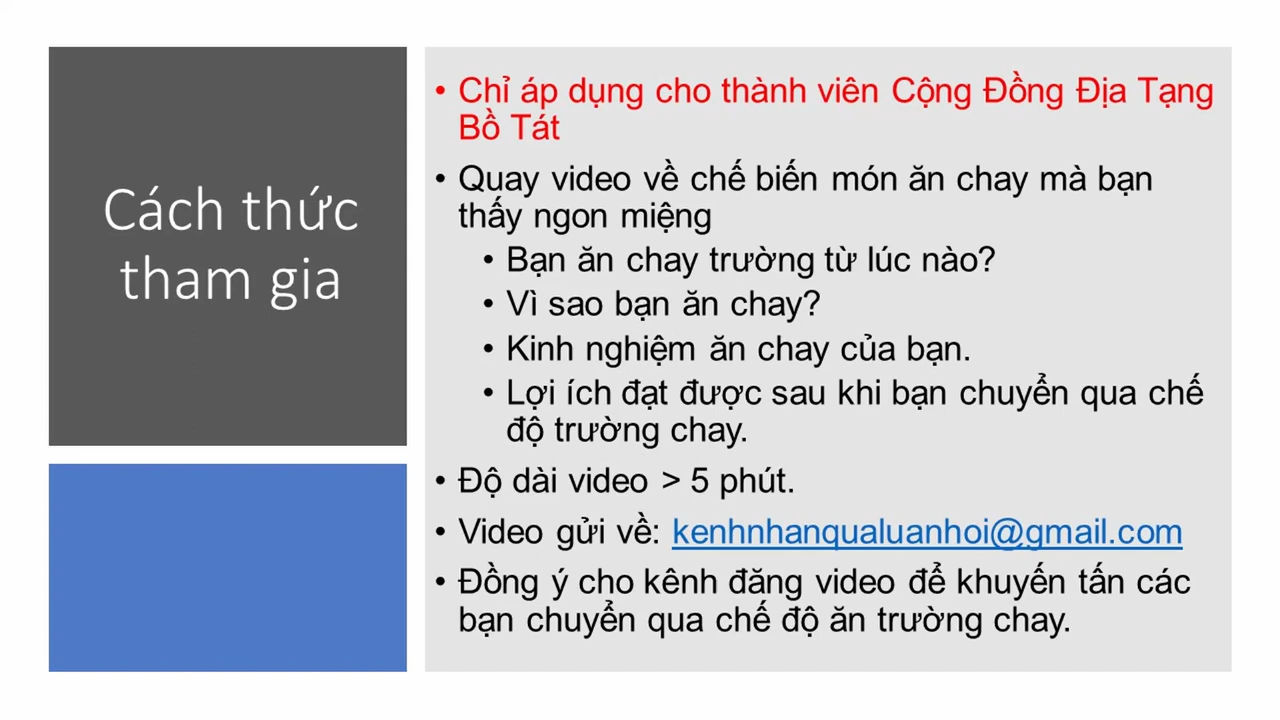 Cách thức
tham gia
• Chỉ áp dụng cho thành viên Cộng Đồng Địa Tạng
Bồ Tát
• Quay video về chế biến món ăn chay mà bạn
thấy ngon miệng
• Bạn ăn chay trường từ lúc nào?
• Vì sao bạn ăn chay?
• Kinh nghiệm ăn chay của bạn.
• Lợi ích đạt được sau khi bạn chuyển qua chế
độ trường chay.
• Độ dài video > 5 phút.
• Video gửi về: kenhnhanqualuanhoi@gmail.com
• Đồng ý cho kênh đăng video để khuyến tấn các
bạn chuyển qua chế độ ăn trường chay.